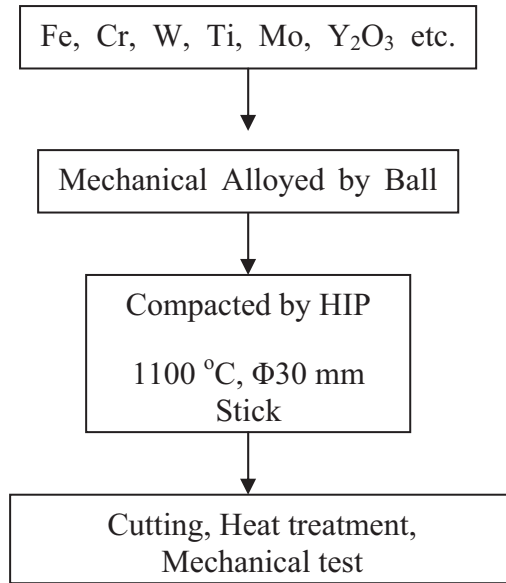 Fe, Cr, W, Ti, Mo, Y₂O₃ etc.
Mechanical Alloyed by Ball
Compacted by HIP
1100 °C, Φ30 mm
Stick
Cutting, Heat treatment,
Mechanical test